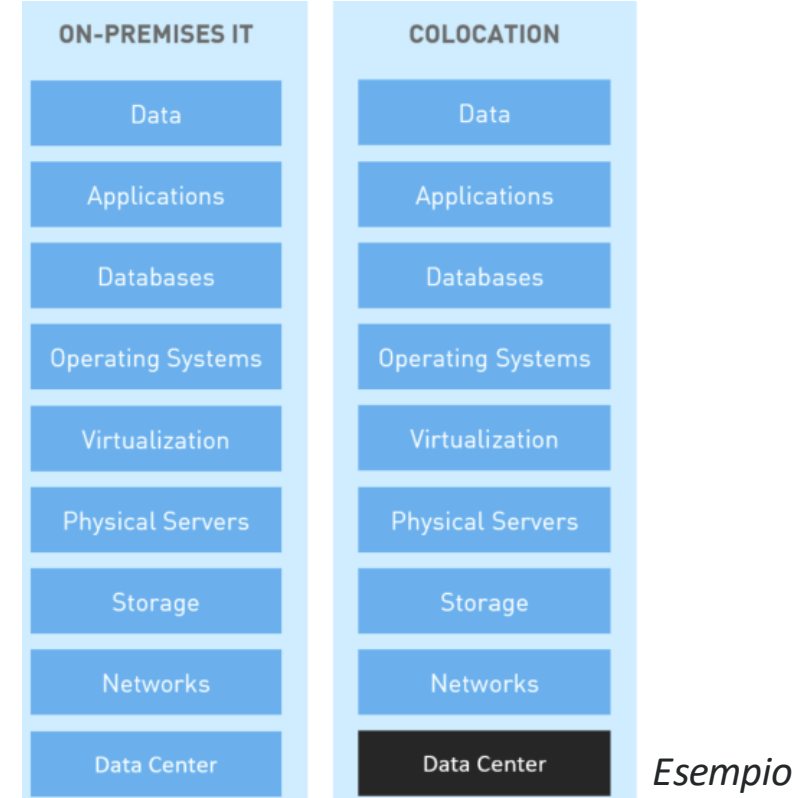 ON-PREMISES IT
Data
Applications
Databases
Operating Systems
Virtualization
Physical Servers
Storage
Networks
Data Center
COLOCATION
Data
Applications
Databases
Operating Systems
Virtualization
Physical Servers
Storage
Networks
Data Center
Esempio